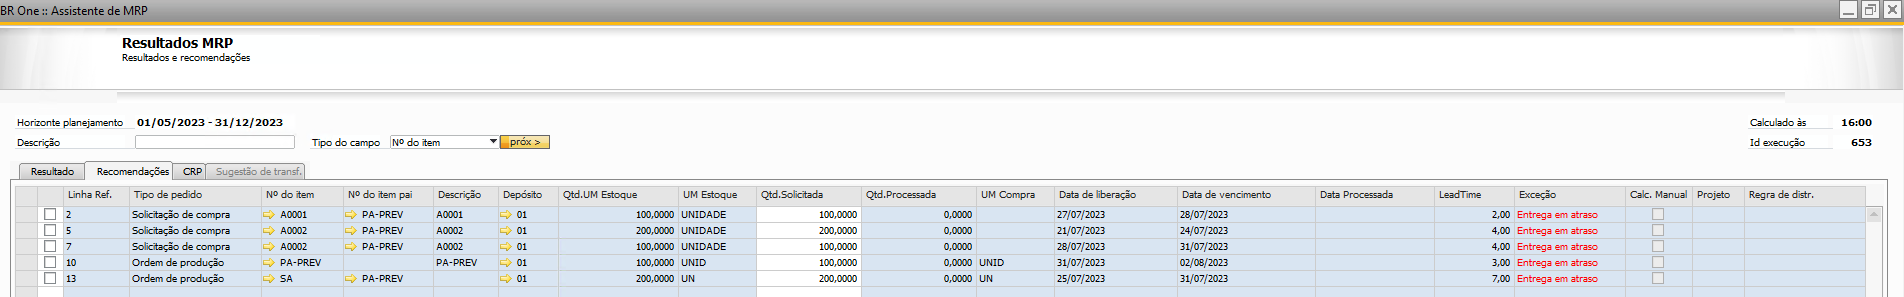 BR One :: Assistente de MRP
Resultados MRP
Resultados e recomendações
Horizonte planejamento 01/05/2023 - 31/12/2023 Calculado às 16:00
Descrição Tipo do campo Nº do item próx > Id execução 653
Resultado Recomendações CRP Sugestão de transf.
Linha Ref. Tipo de pedido Nº do item Nº do item pai Descrição Depósito Qtd.UM Estoque UM Estoque Qtd.Solicitada Qtd.Processada UM Compra Data de liberação Data de vencimento Data Processada LeadTime Exceção Calc. Manual Projeto Regra de distr.
2 Solicitação de compra A0001 PA-PREV A0001 01 100,0000 UNIDADE 100,0000 0,0000 27/07/2023 28/07/2023 2,00 Entrega em atraso
5 Solicitação de compra A0002 PA-PREV A0002 01 200,0000 UNIDADE 200,0000 0,0000 21/07/2023 24/07/2023 4,00 Entrega em atraso
7 Solicitação de compra A0002 PA-PREV A0002 01 100,0000 UNIDADE 100,0000 0,0000 28/07/2023 31/07/2023 4,00 Entrega em atraso
10 Ordem de produção PA-PREV PA-PREV 01 100,0000 UNID 100,0000 0,0000 UNID 31/07/2023 02/08/2023 3,00 Entrega em atraso
13 Ordem de produção SA PA-PREV 01 200,0000 UN 200,0000 0,0000 UN 25/07/2023 31/07/2023 7,00 Entrega em atraso